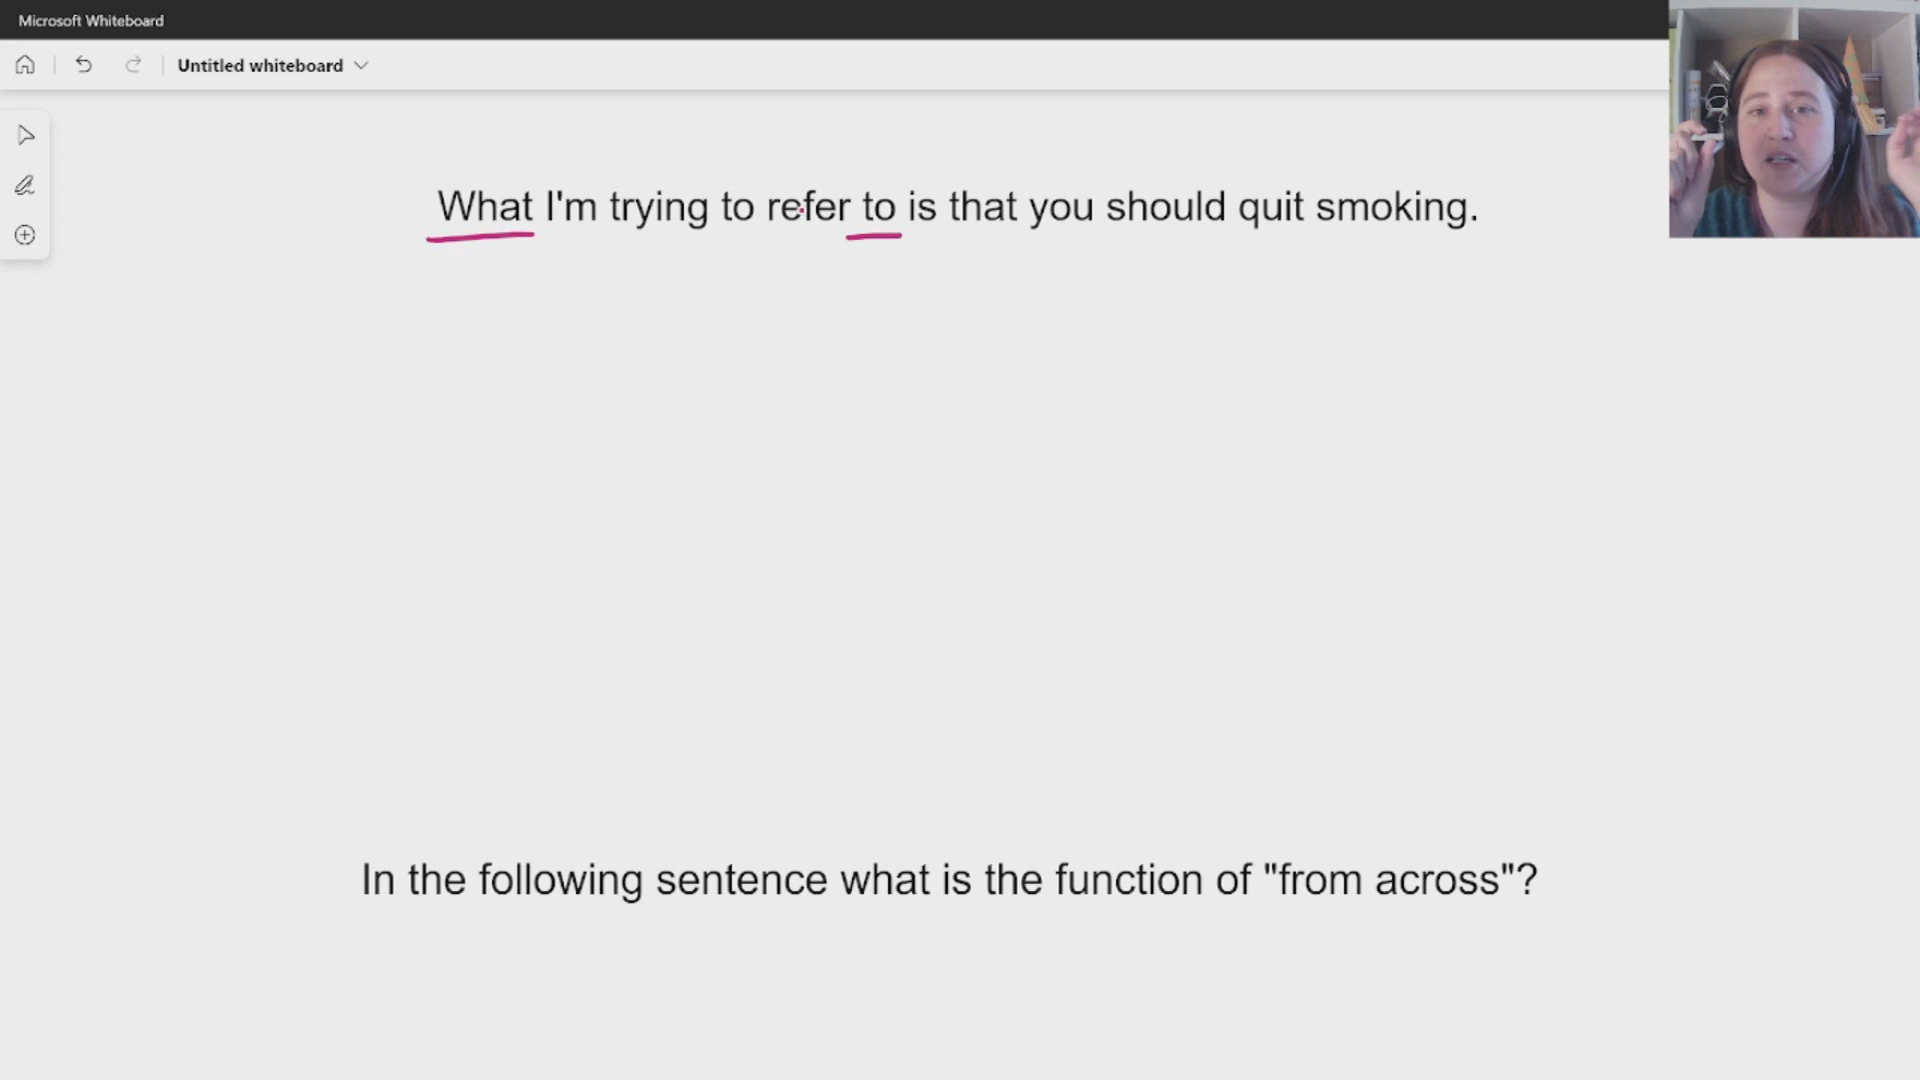 Microsoft Whiteboard
Untitled whiteboard
What I'm trying to refer to is that you should quit smoking.
In the following sentence what is the function of "from across"?